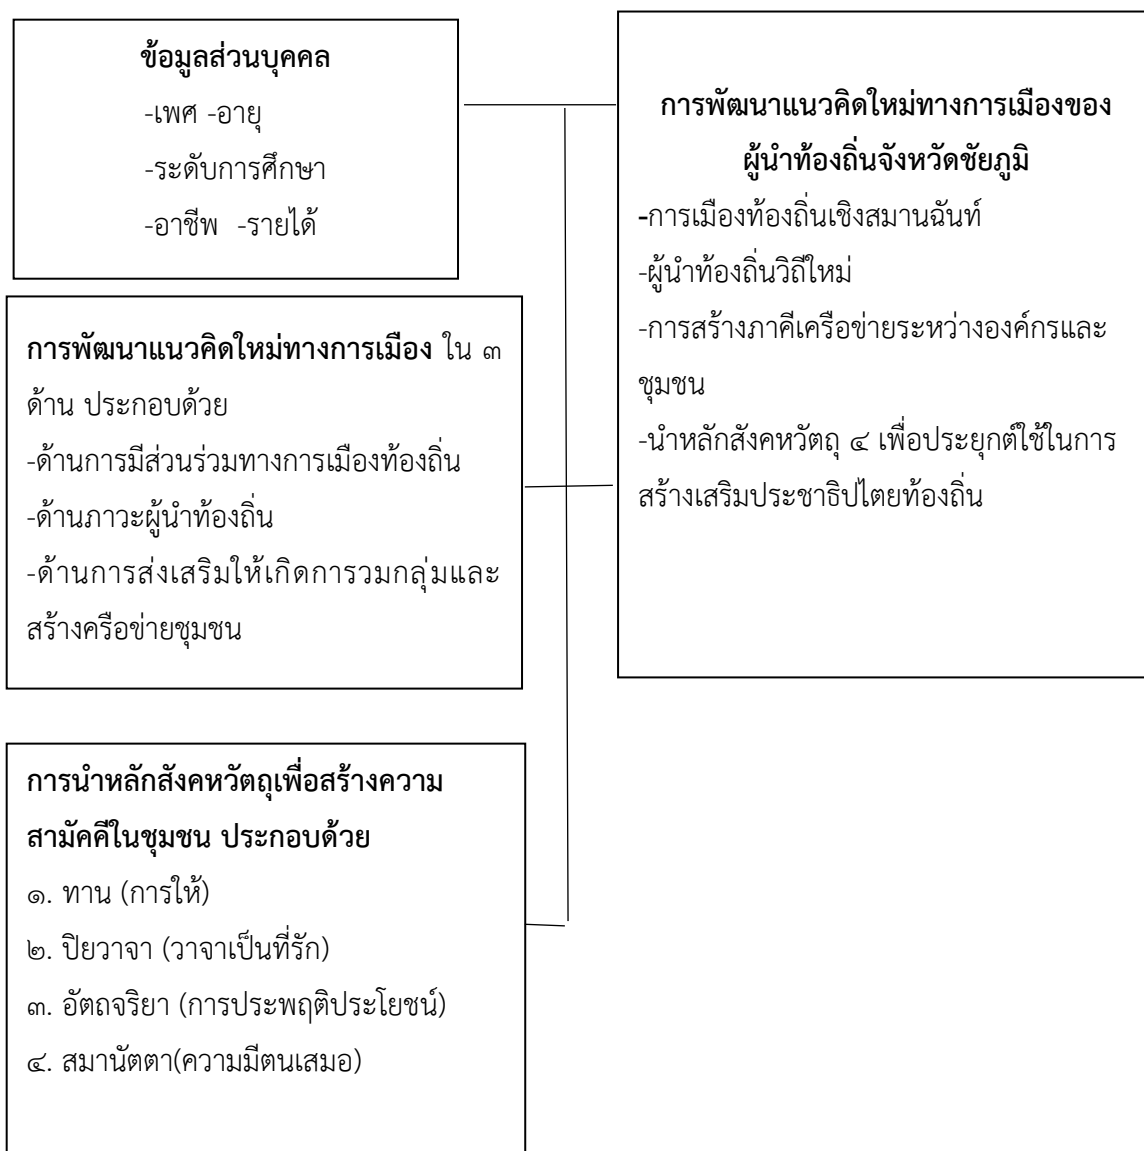 ข้อมูลส่วนบุคคล
-เพศ -อายุ
-ระดับการศึกษา
-อาชีพ -รายได้
การพัฒนาแนวคิดใหม่ทางการเมือง ใน ๓
ด้าน ประกอบด้วย
-ด้านการมีส่วนร่วมทางการเมืองท้องถิ่น
-ด้านภาวะผู้นำท้องถิ่น
-ด้านการส่งเสริมให้เกิดการวมกลุ่มและ
สร้างครือข่ายชุมชน
การนำหลักสังคหวัตถุเพื่อสร้างความ
สามัคคีในชุมชน ประกอบด้วย
๑. ทาน (การให้)
๒. ปิยวาจา (วาจาเป็นที่รัก)
๓. อัตถจริยา (การประพฤติประโยชน์)
๔. สมานัตตา(ความมีตนเสมอ)
การพัฒนาแนวคิดใหม่ทางการเมืองของ
ผู้นำท้องถิ่นจังหวัดชัยภูมิ
-การเมืองท้องถิ่นเชิงสมานฉันท์
-ผู้นำท้องถิ่นวิถีใหม่
-การสร้างภาคีเครือข่ายระหว่างองค์กรและ
ชุมชน
-นำหลักสังคหวัตถุ ๔ เพื่อประยุกต์ใช้ในการ
สร้างเสริมประชาธิปไตยท้องถิ่น